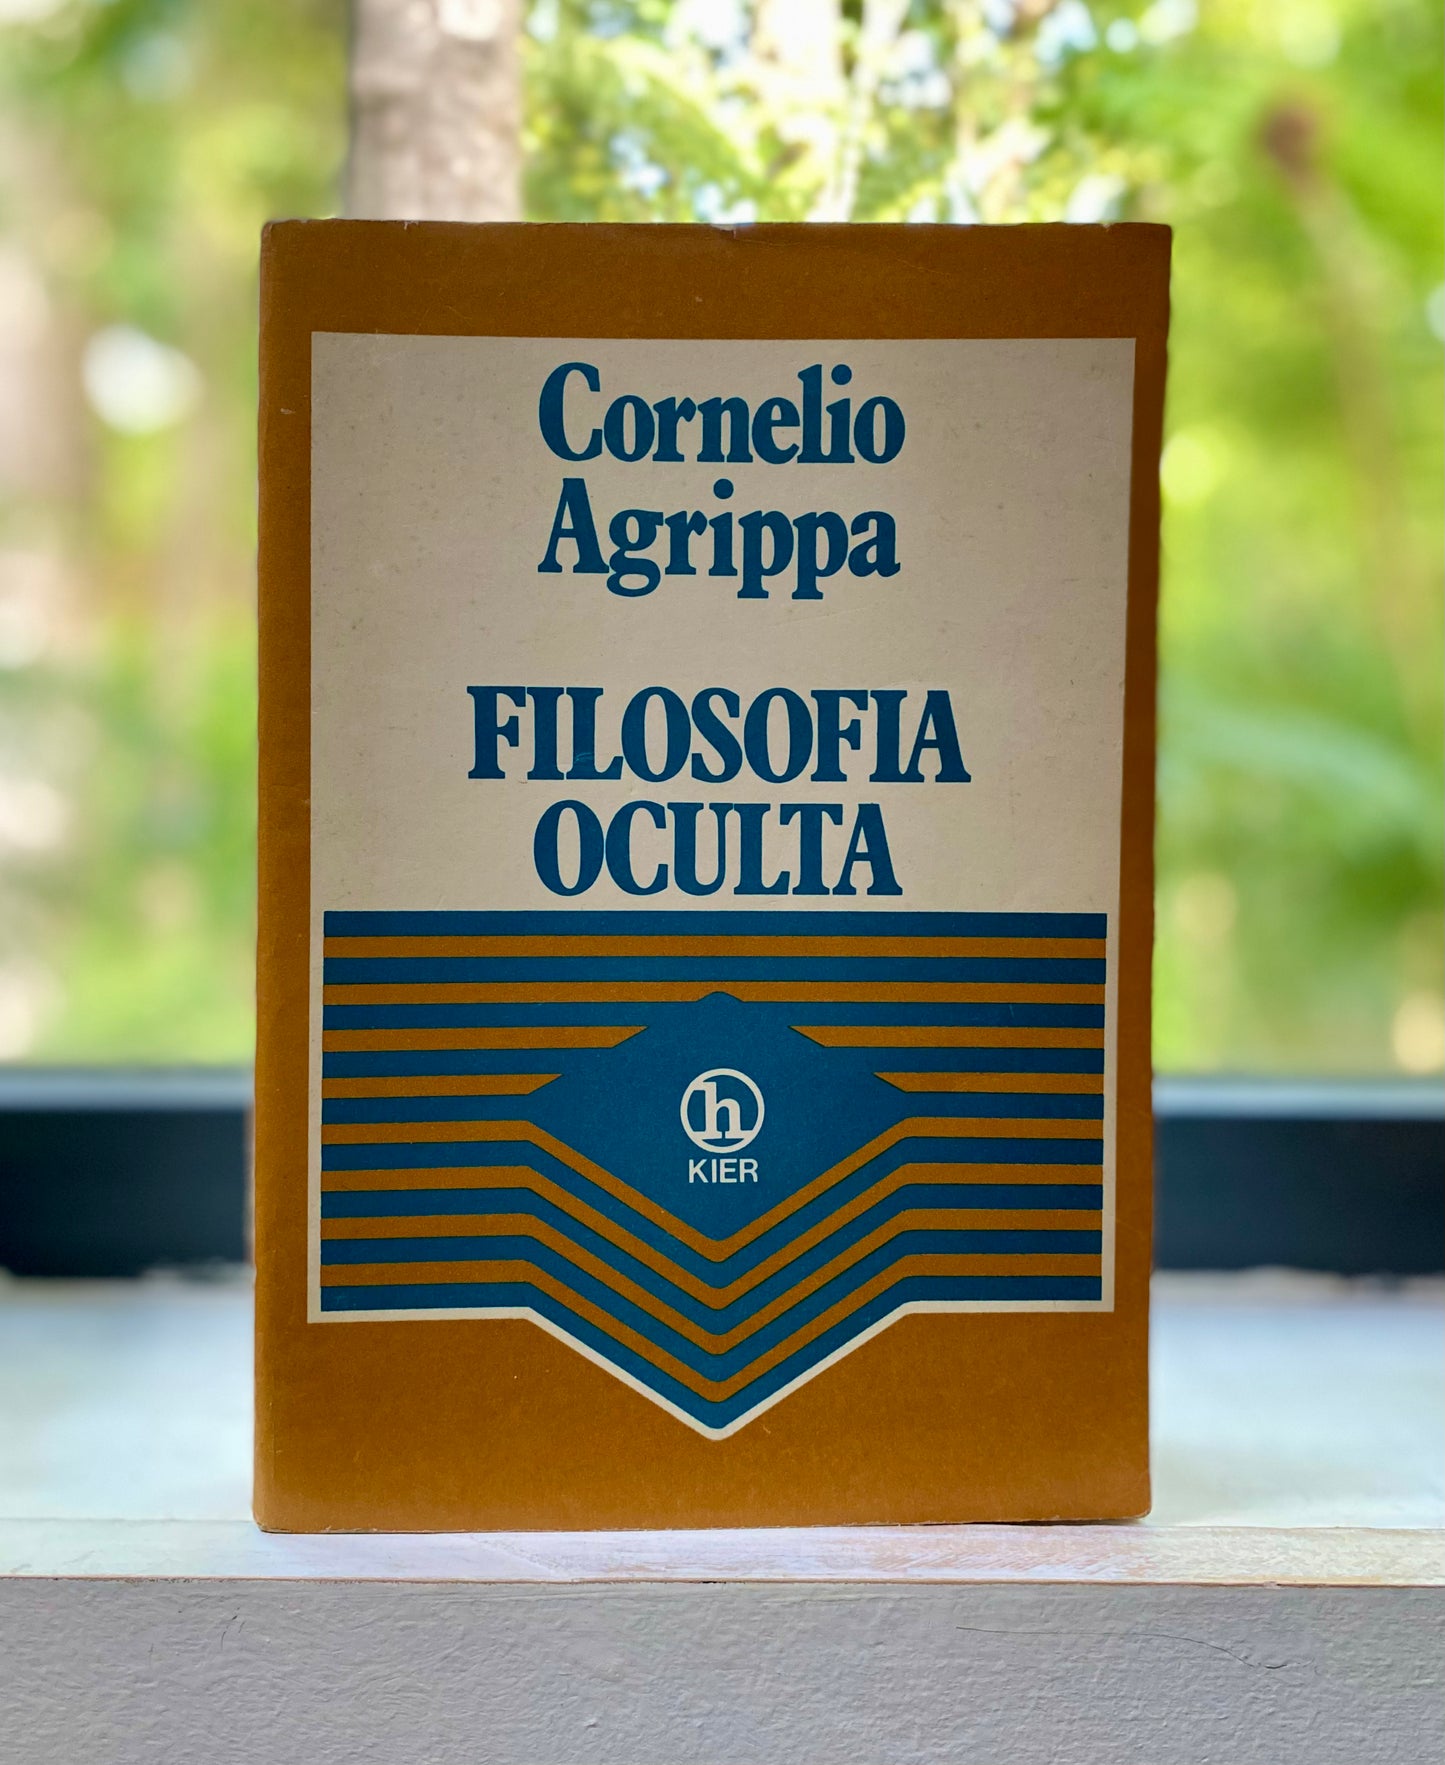 Cornelio
Agrippa
FILOSOFIA
OCULTA
h
KIER